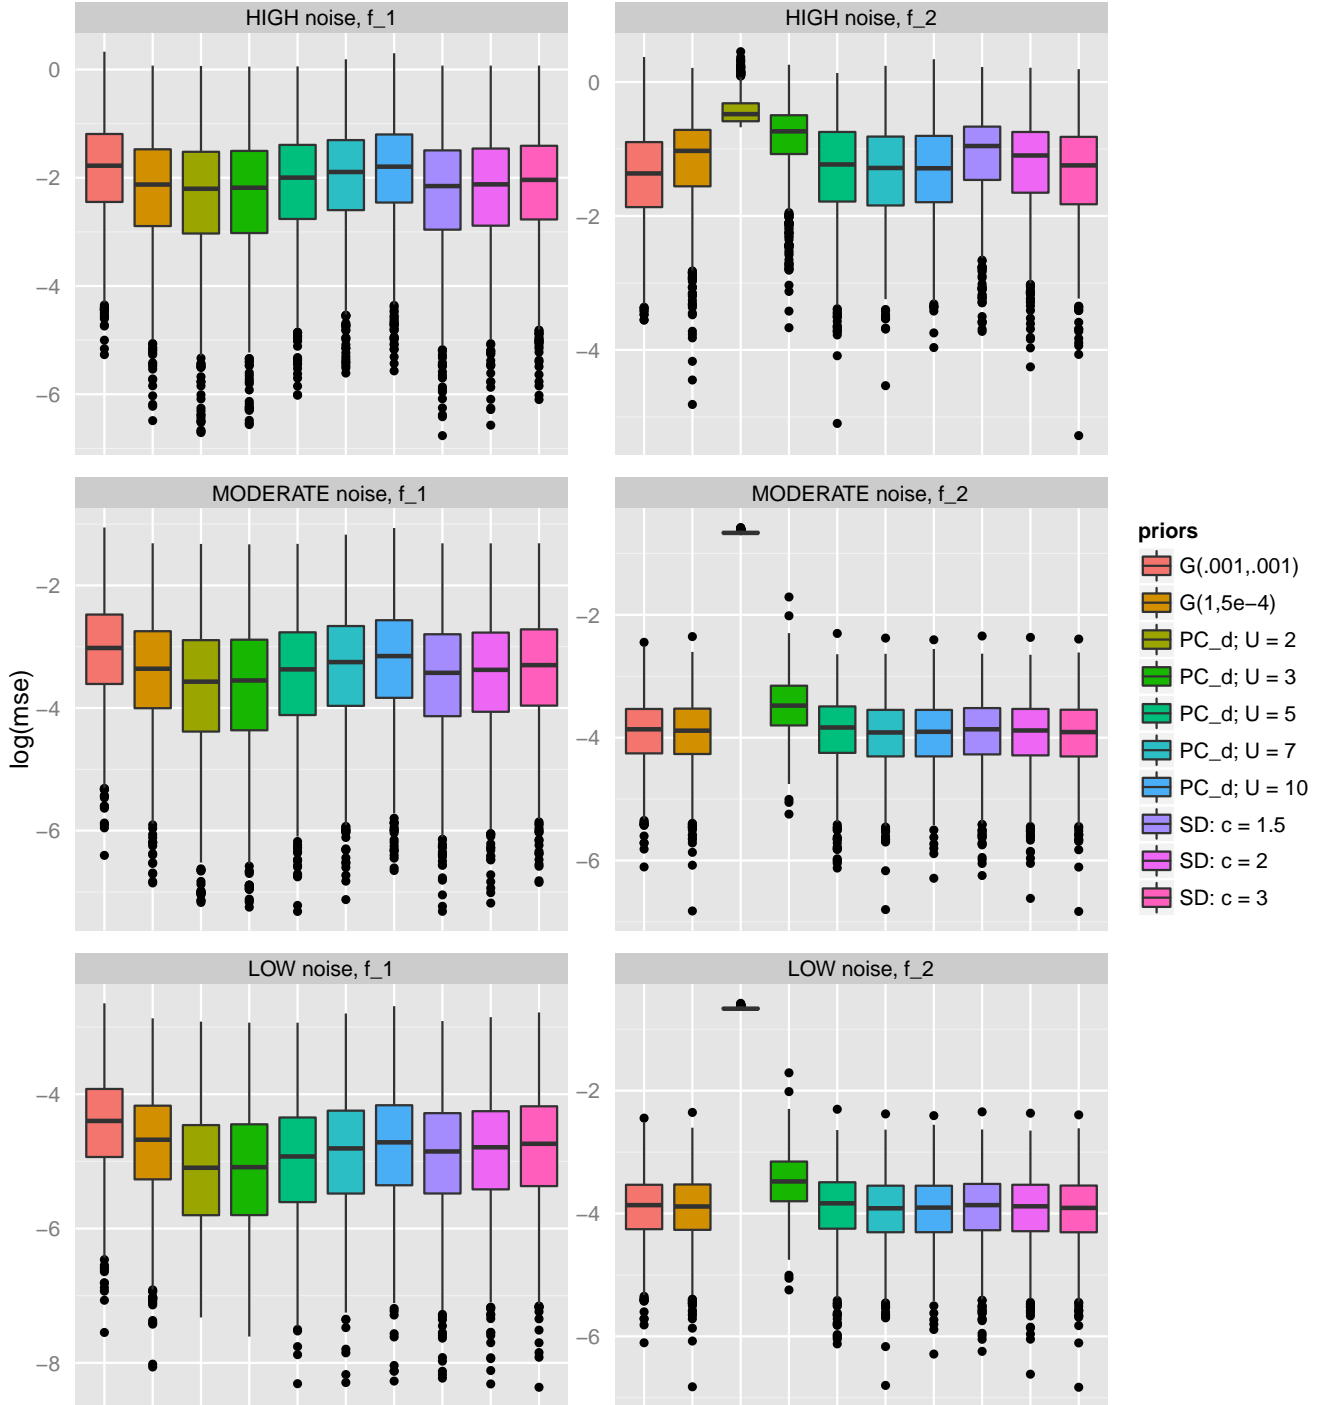 HIGH noise, f_1
HIGH noise, f_2
0
−2
−4
−6
0
−2
−4
MODERATE noise, f_1
MODERATE noise, f_2
−2
−4
−6
−2
−4
−6
log(mse)
LOW noise, f_1
LOW noise, f_2
−4
−6
−8
−2
−4
−6
priors
G(.001,.001)
G(1,5e−4)
PC_d; U = 2
PC_d; U = 3
PC_d; U = 5
PC_d; U = 7
PC_d; U = 10
SD: c = 1.5
SD: c = 2
SD: c = 3